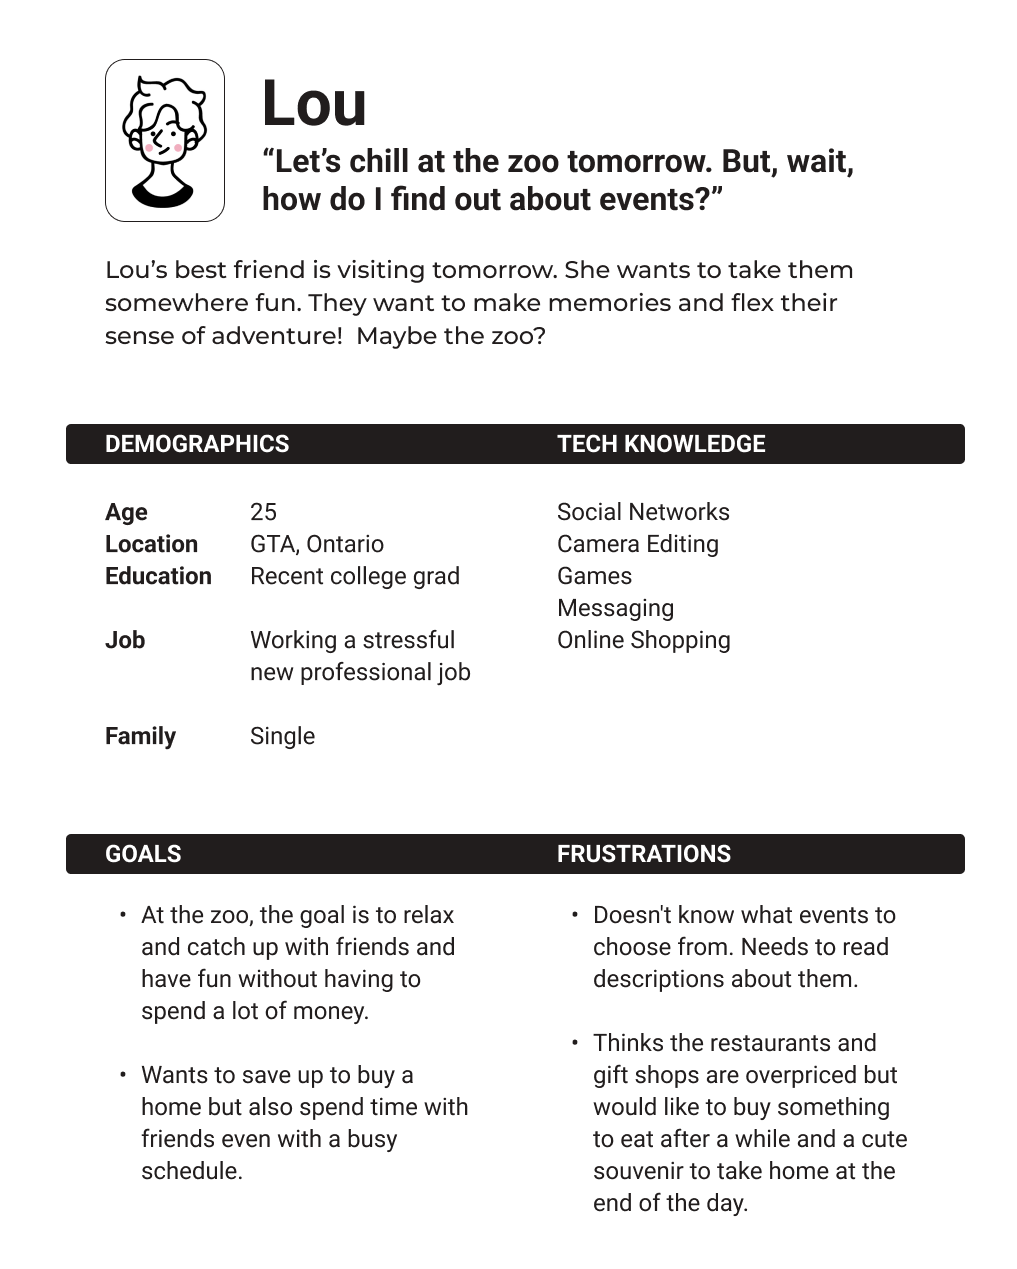 Lou
“Let’s chill at the zoo tomorrow. But, wait,
how do I find out about events?”
Lou’s best friend is visiting tomorrow. She wants to take them
somewhere fun. They want to make memories and flex their
sense of adventure!  Maybe the zoo?
DEMOGRAPHICS
Age 25
Location GTA, Ontario
Education Recent college grad
Job Working a stressful
new professional job
Family Single
TECH KNOWLEDGE
Social Networks
Camera Editing
Games
Messaging
Online Shopping
GOALS
• At the zoo, the goal is to relax
and catch up with friends and
have fun without having to
spend a lot of money.
• Wants to save up to buy a
home but also spend time with
friends even with a busy
schedule.
FRUSTRATIONS
• Doesn't know what events to
choose from. Needs to read
descriptions about them.
• Thinks the restaurants and
gift shops are overpriced but
would like to buy something
to eat after a while and a cute
souvenir to take home at the
end of the day.